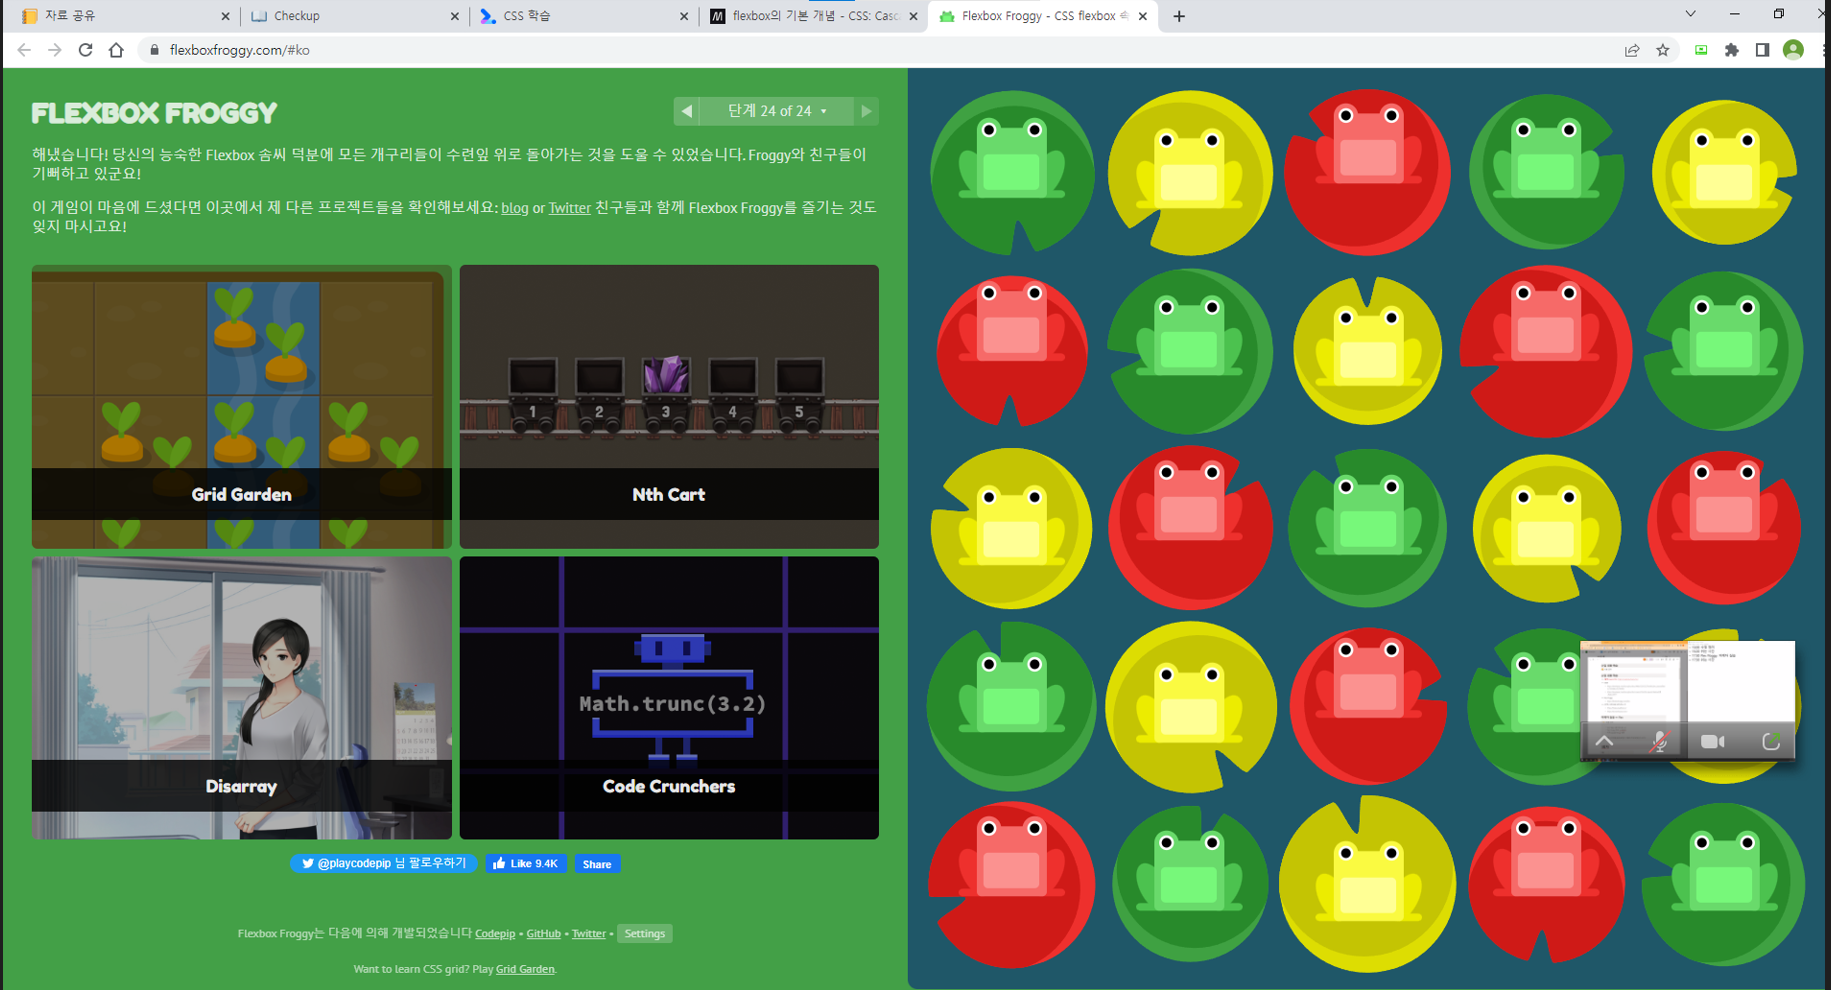 자료 공유
Checkup
CSS 학습
flexbox의 기본 개념 - CSS: Casc
Flexbox Froggy - CSS flexbox 속
flexboxfroggy.com/#ko
FLEXBOX FROGGY
단계 24 of 24
해냈습니다! 당신의 능숙한 Flexbox 솜씨 덕분에 모든 개구리들이 수련잎 위로 돌아가는 것을 도울 수 있었습니다. Froggy와 친구들이
기뻐하고 있군요!
이 게임이 마음에 드셨다면 이곳에서 제 다른 프로젝트들을 확인해보세요: blog or Twitter 친구들과 함께 Flexbox Froggy를 즐기는 것도
잊지 마시고요!
1 2 3 4 5
Grid Garden
Nth Cart
Math.trunc(3.2)
Disarray
Code Crunchers
@playcodepip 님 팔로우하기
Like 9.4K
Share
Flexbox Froggy는 다음에 의해 개발되었습니다 Codepip • GitHub • Twitter • Settings
Want to learn CSS grid? Play Grid Garden.